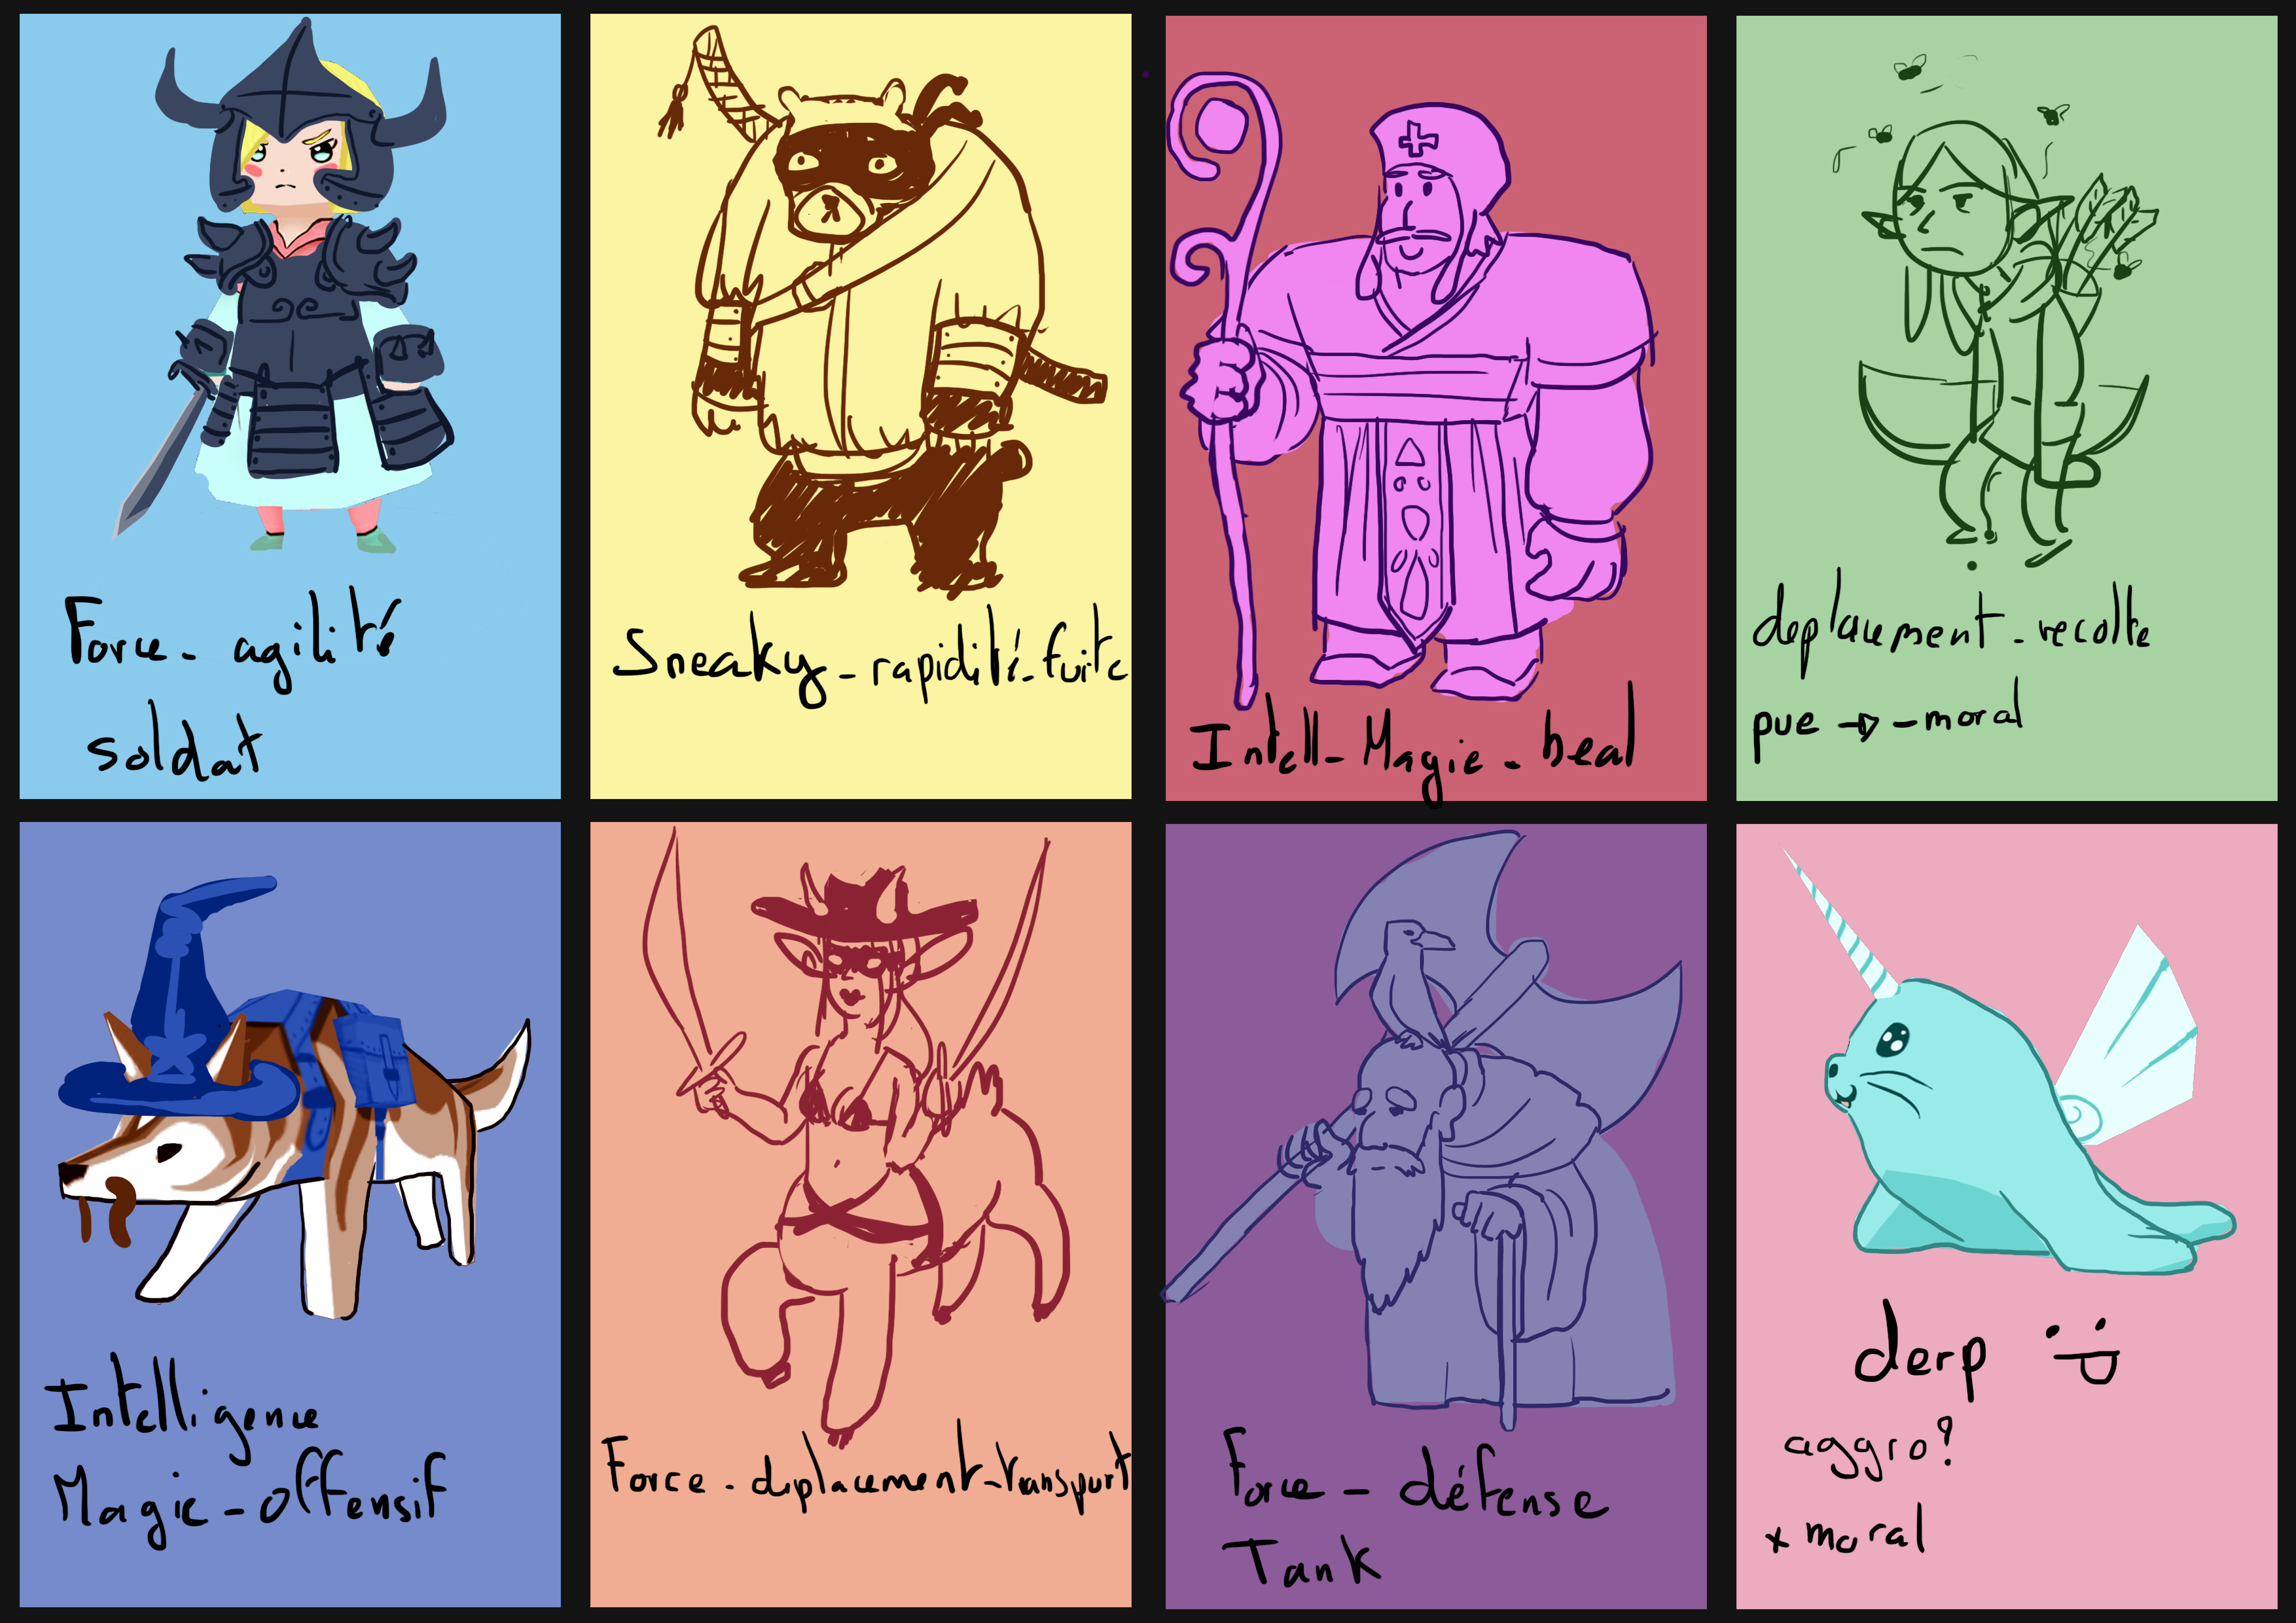 Force - agilité
soldat
Sneaky - rapidité - fuite
Intell - Magie - heal
deplacement - recolte
pue → - moral
Intelligence
Magie - offensif
Force - deplacement - transport
Force - défense
Tank
derp
aggro?
+ moral